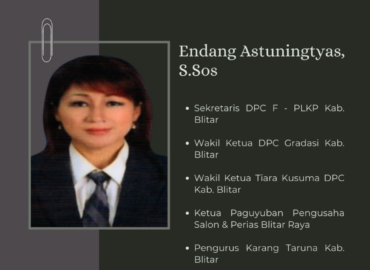 Endang Astuningtyas,
S.Sos
Sekretaris DPC F - PLKP Kab.
Blitar
Wakil Ketua DPC Gradasi Kab.
Blitar
Wakil Ketua Tiara Kusuma DPC
Kab. Blitar
Ketua Paguyuban Pengusaha
Salon & Perias Blitar Raya
Pengurus Karang Taruna Kab.
Blitar